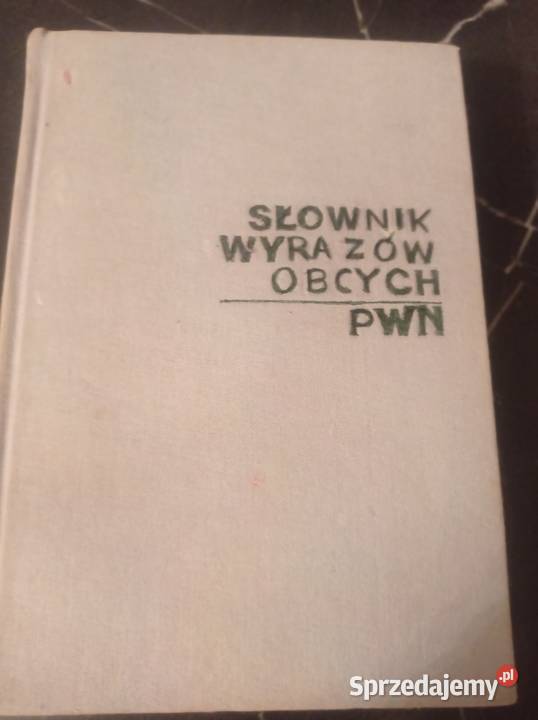 SŁOWNIK
WYRAZÓW
OBCYCH
PWN
Sprzedajemy.pl